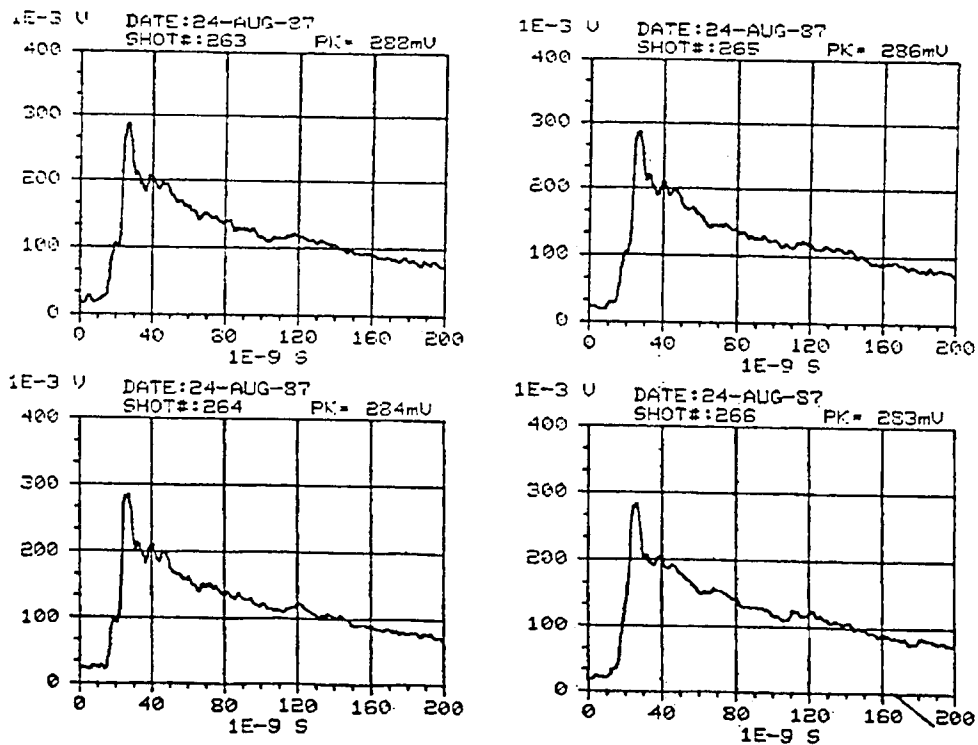 1E-3 V DATE:24-AUG-87
SHOT#:263 PK= 288mV
400
300
200
100
0
0 40 80 120 160 200
1E-9 S
1E-3 V DATE:24-AUG-87
SHOT#:265 PK= 286mV
400
300
200
100
0
0 40 80 120 160 200
1E-9 S
1E-3 V DATE:24-AUG-87
SHOT#:264 PK= 284mV
400
300
200
100
0
0 40 80 120 160 200
1E-9 S
1E-3 V DATE:24-AUG-87
SHOT#:266 PK= 283mV
400
300
200
100
0
0 40 80 120 160 200
1E-9 S